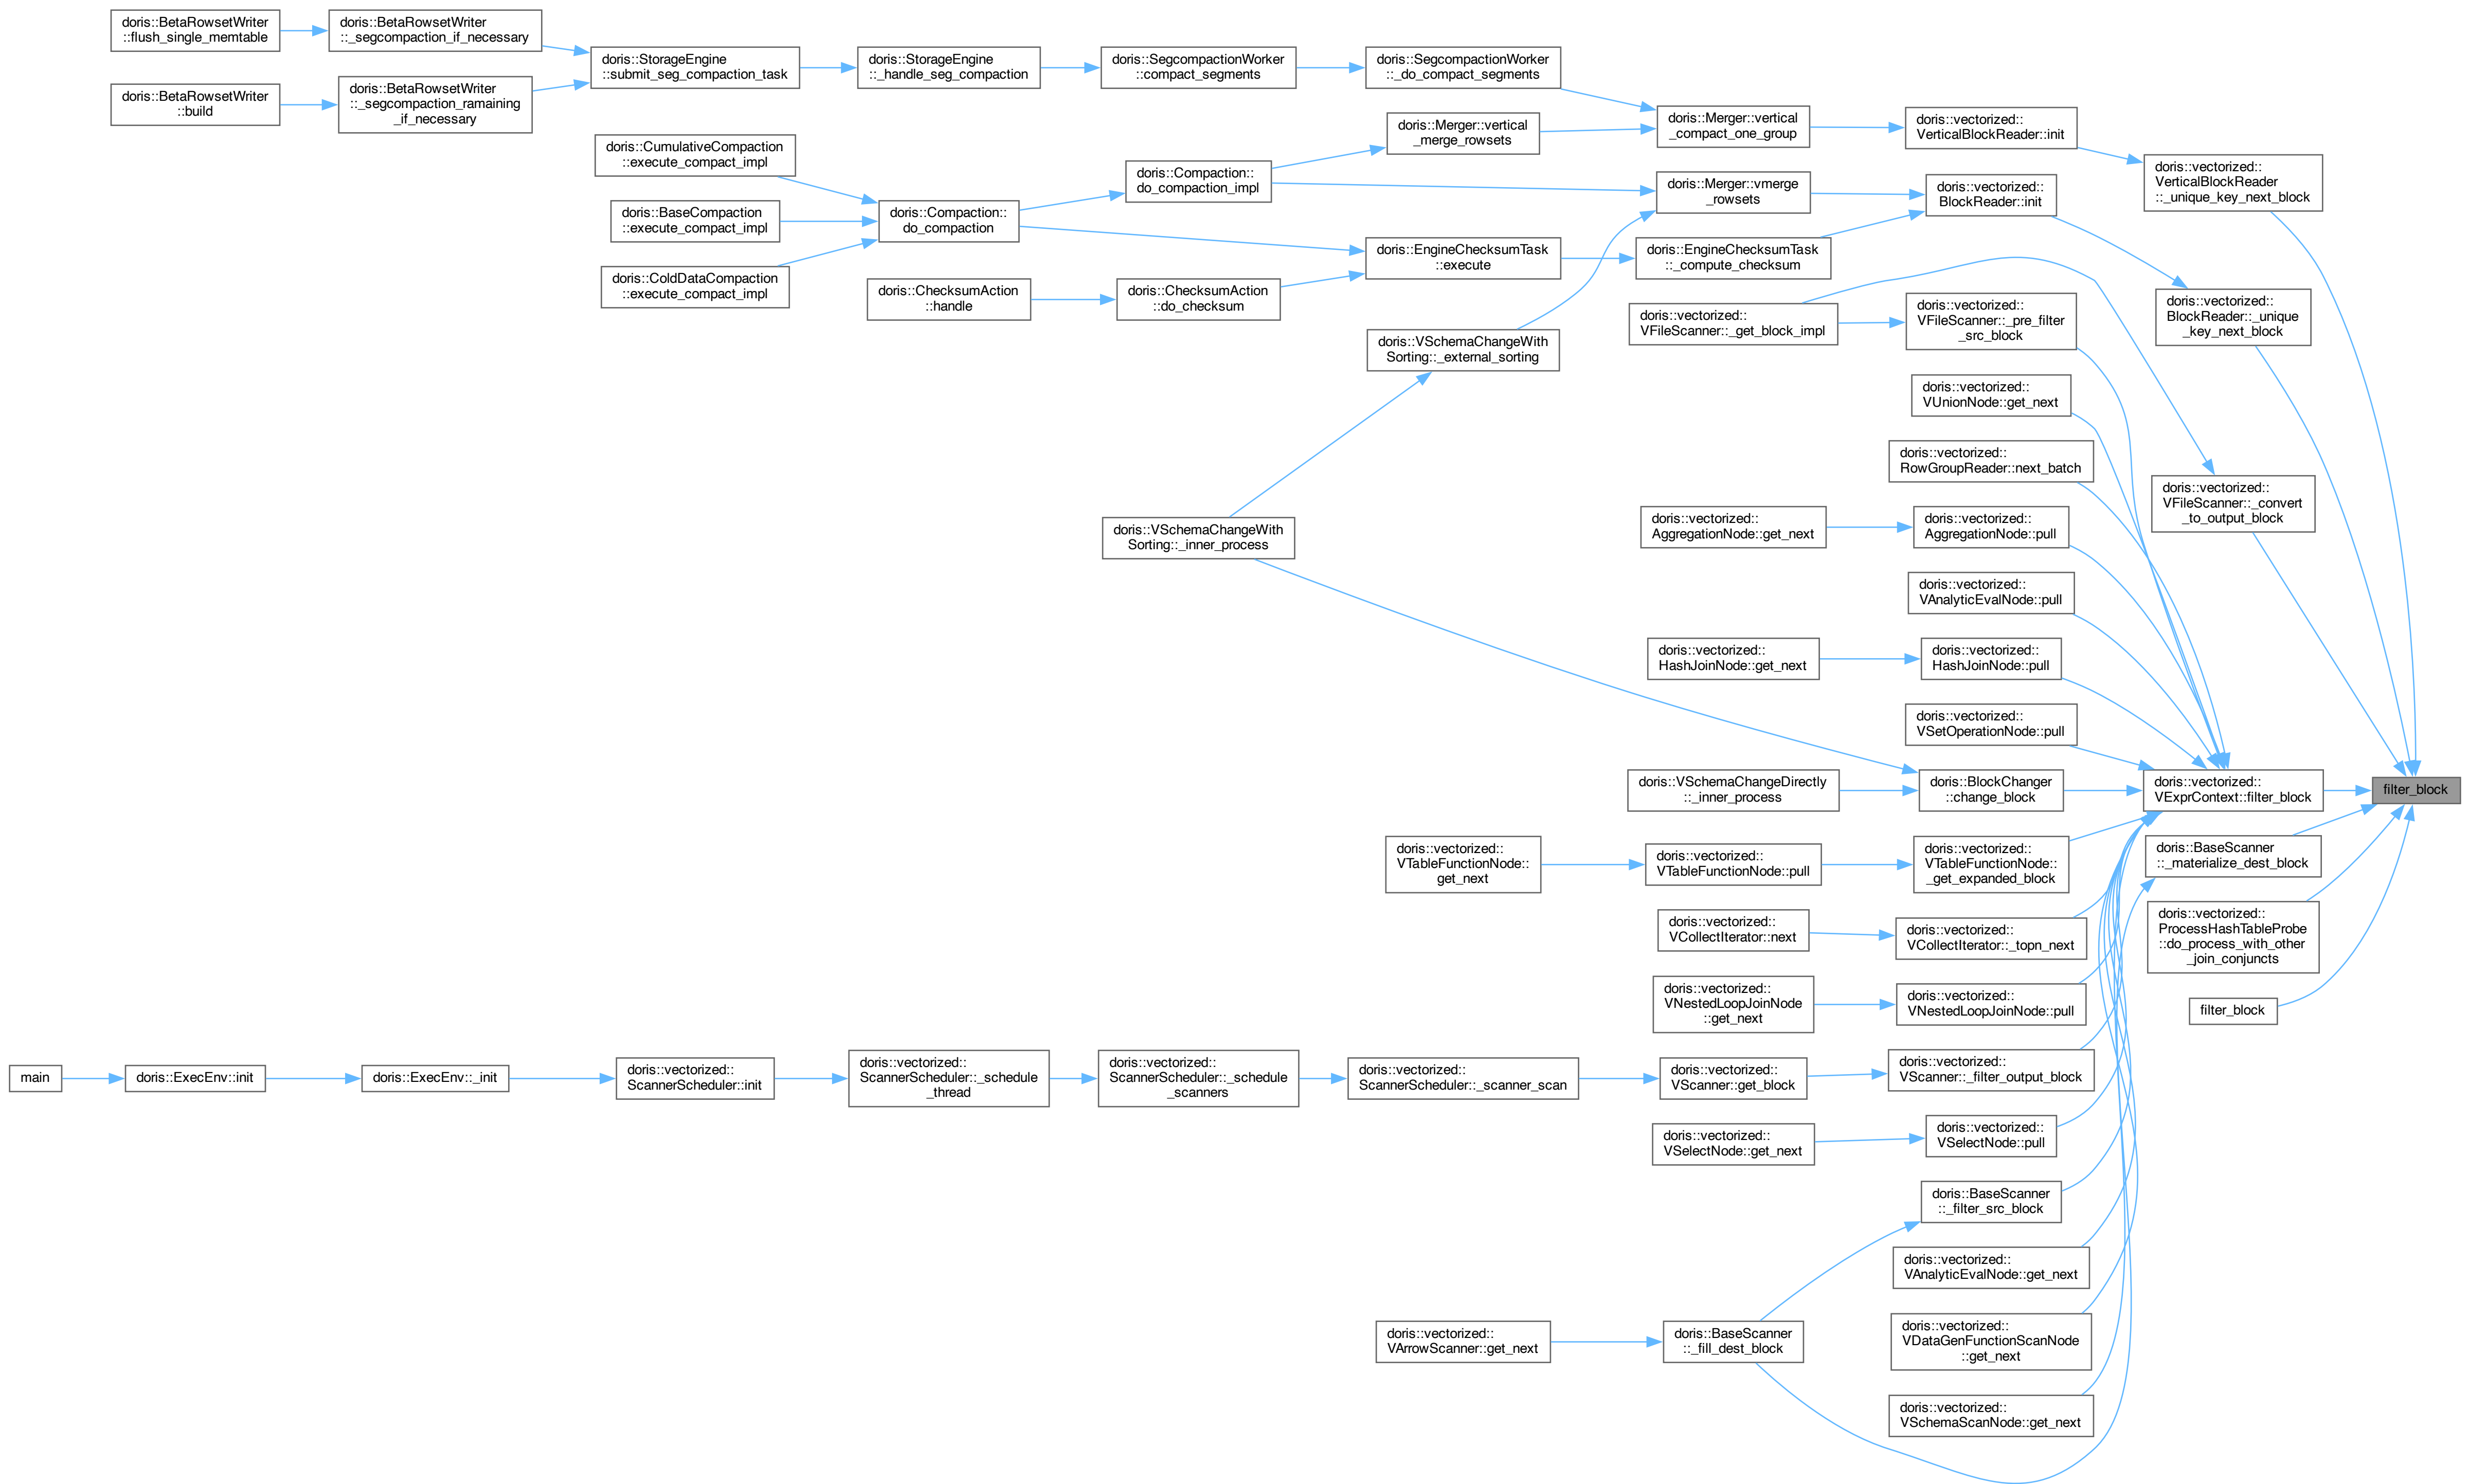 doris::BetaRowsetWriter
::flush_single_memtable
doris::BetaRowsetWriter
::_segcompaction_if_necessary
doris::BetaRowsetWriter
::build
doris::BetaRowsetWriter
::_segcompaction_ramaining
_if_necessary
doris::StorageEngine
::submit_seg_compaction_task
doris::StorageEngine
::_handle_seg_compaction
doris::SegcompactionWorker
::compact_segments
doris::SegcompactionWorker
::_do_compact_segments
doris::Merger::vertical
_merge_rowsets
doris::Merger::vertical
_compact_one_group
doris::vectorized::
VerticalBlockReader::init
doris::vectorized::
VerticalBlockReader
::_unique_key_next_block
doris::CumulativeCompaction
::execute_compact_impl
doris::BaseCompaction
::execute_compact_impl
doris::ColdDataCompaction
::execute_compact_impl
doris::Compaction::
do_compaction
doris::Compaction::
do_compaction_impl
doris::Merger::vmerge
_rowsets
doris::vectorized::
BlockReader::init
doris::EngineChecksumTask
::execute
doris::EngineChecksumTask
::_compute_checksum
doris::ChecksumAction
::handle
doris::ChecksumAction
::do_checksum
doris::vectorized::
VFileScanner::_get_block_impl
doris::vectorized::
VFileScanner::_pre_filter
_src_block
doris::vectorized::
BlockReader::_unique
_key_next_block
doris::VSchemaChangeWith
Sorting::_external_sorting
doris::vectorized::
VUnionNode::get_next
doris::vectorized::
RowGroupReader::next_batch
doris::vectorized::
VFileScanner::_convert
_to_output_block
doris::VSchemaChangeWith
Sorting::_inner_process
doris::vectorized::
AggregationNode::get_next
doris::vectorized::
AggregationNode::pull
doris::vectorized::
VAnalyticEvalNode::pull
doris::vectorized::
HashJoinNode::get_next
doris::vectorized::
HashJoinNode::pull
doris::vectorized::
VSetOperationNode::pull
doris::VSchemaChangeDirectly
::_inner_process
doris::BlockChanger
::change_block
doris::vectorized::
VExprContext::filter_block
filter_block
doris::vectorized::
VTableFunctionNode::
get_next
doris::vectorized::
VTableFunctionNode::pull
doris::vectorized::
VTableFunctionNode::
_get_expanded_block
doris::BaseScanner
::_materialize_dest_block
doris::vectorized::
VCollectIterator::next
doris::vectorized::
VCollectIterator::_topn_next
doris::vectorized::
ProcessHashTableProbe
::do_process_with_other
_join_conjuncts
doris::vectorized::
VNestedLoopJoinNode
::get_next
doris::vectorized::
VNestedLoopJoinNode::pull
filter_block
main
doris::ExecEnv::init
doris::ExecEnv::_init
doris::vectorized::
ScannerScheduler::init
doris::vectorized::
ScannerScheduler::_schedule
_thread
doris::vectorized::
ScannerScheduler::_schedule
_scanners
doris::vectorized::
ScannerScheduler::_scanner_scan
doris::vectorized::
VScanner::get_block
doris::vectorized::
VScanner::_filter_output_block
doris::vectorized::
VSelectNode::get_next
doris::vectorized::
VSelectNode::pull
doris::BaseScanner
::_filter_src_block
doris::vectorized::
VAnalyticEvalNode::get_next
doris::vectorized::
VArrowScanner::get_next
doris::BaseScanner
::_fill_dest_block
doris::vectorized::
VDataGenFunctionScanNode
::get_next
doris::vectorized::
VSchemaScanNode::get_next